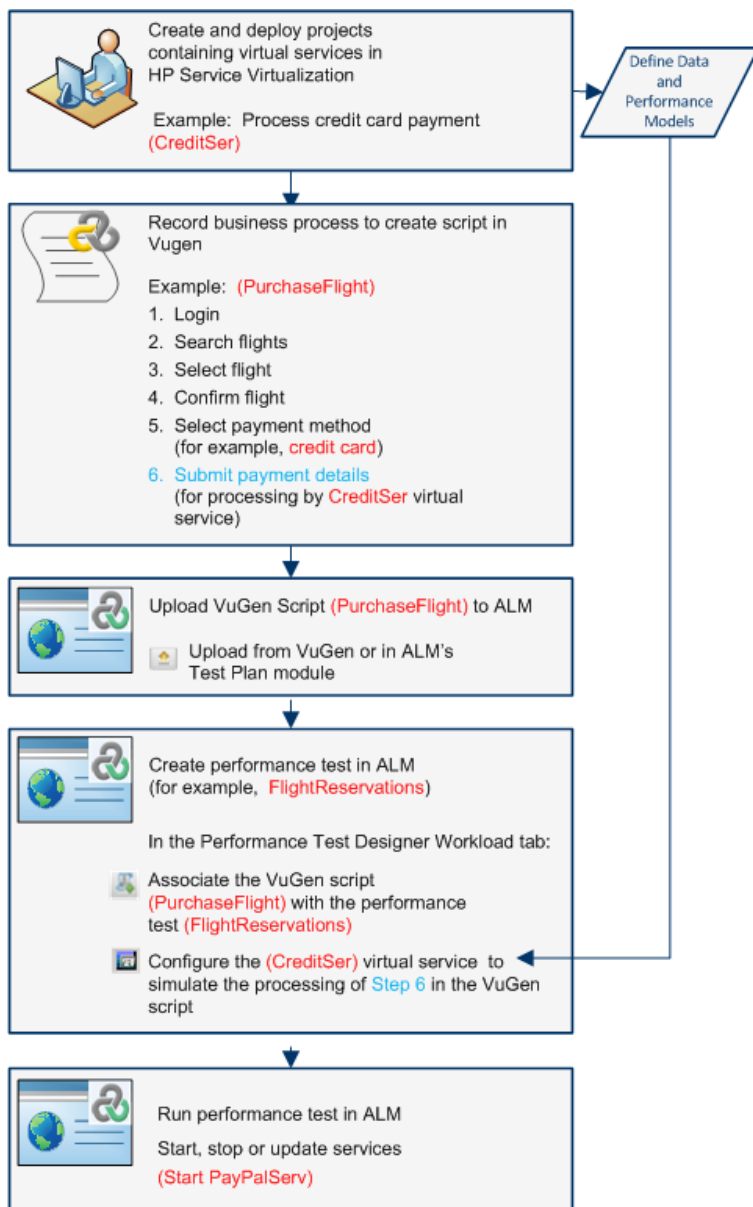 Create and deploy projects
containing virtual services in
HP Service Virtualization
Example: Process credit card payment
(CreditSer)
Define Data
and
Performance
Models
Record business process to create script in
Vugen
Example: (PurchaseFlight)
1. Login
2. Search flights
3. Select flight
4. Confirm flight
5. Select payment method
(for example, credit card)
6. Submit payment details
(for processing by CreditSer virtual
service)
Upload VuGen Script (PurchaseFlight) to ALM
Upload from VuGen or in ALM's
Test Plan module
Create performance test in ALM
(for example, FlightReservations)
In the Performance Test Designer Workload tab:
Associate the VuGen script
(PurchaseFlight) with the performance
test (FlightReservations)
Configure the (CreditSer) virtual service to
simulate the processing of Step 6 in the VuGen
script
Run performance test in ALM
Start, stop or update services
(Start PayPalServ)